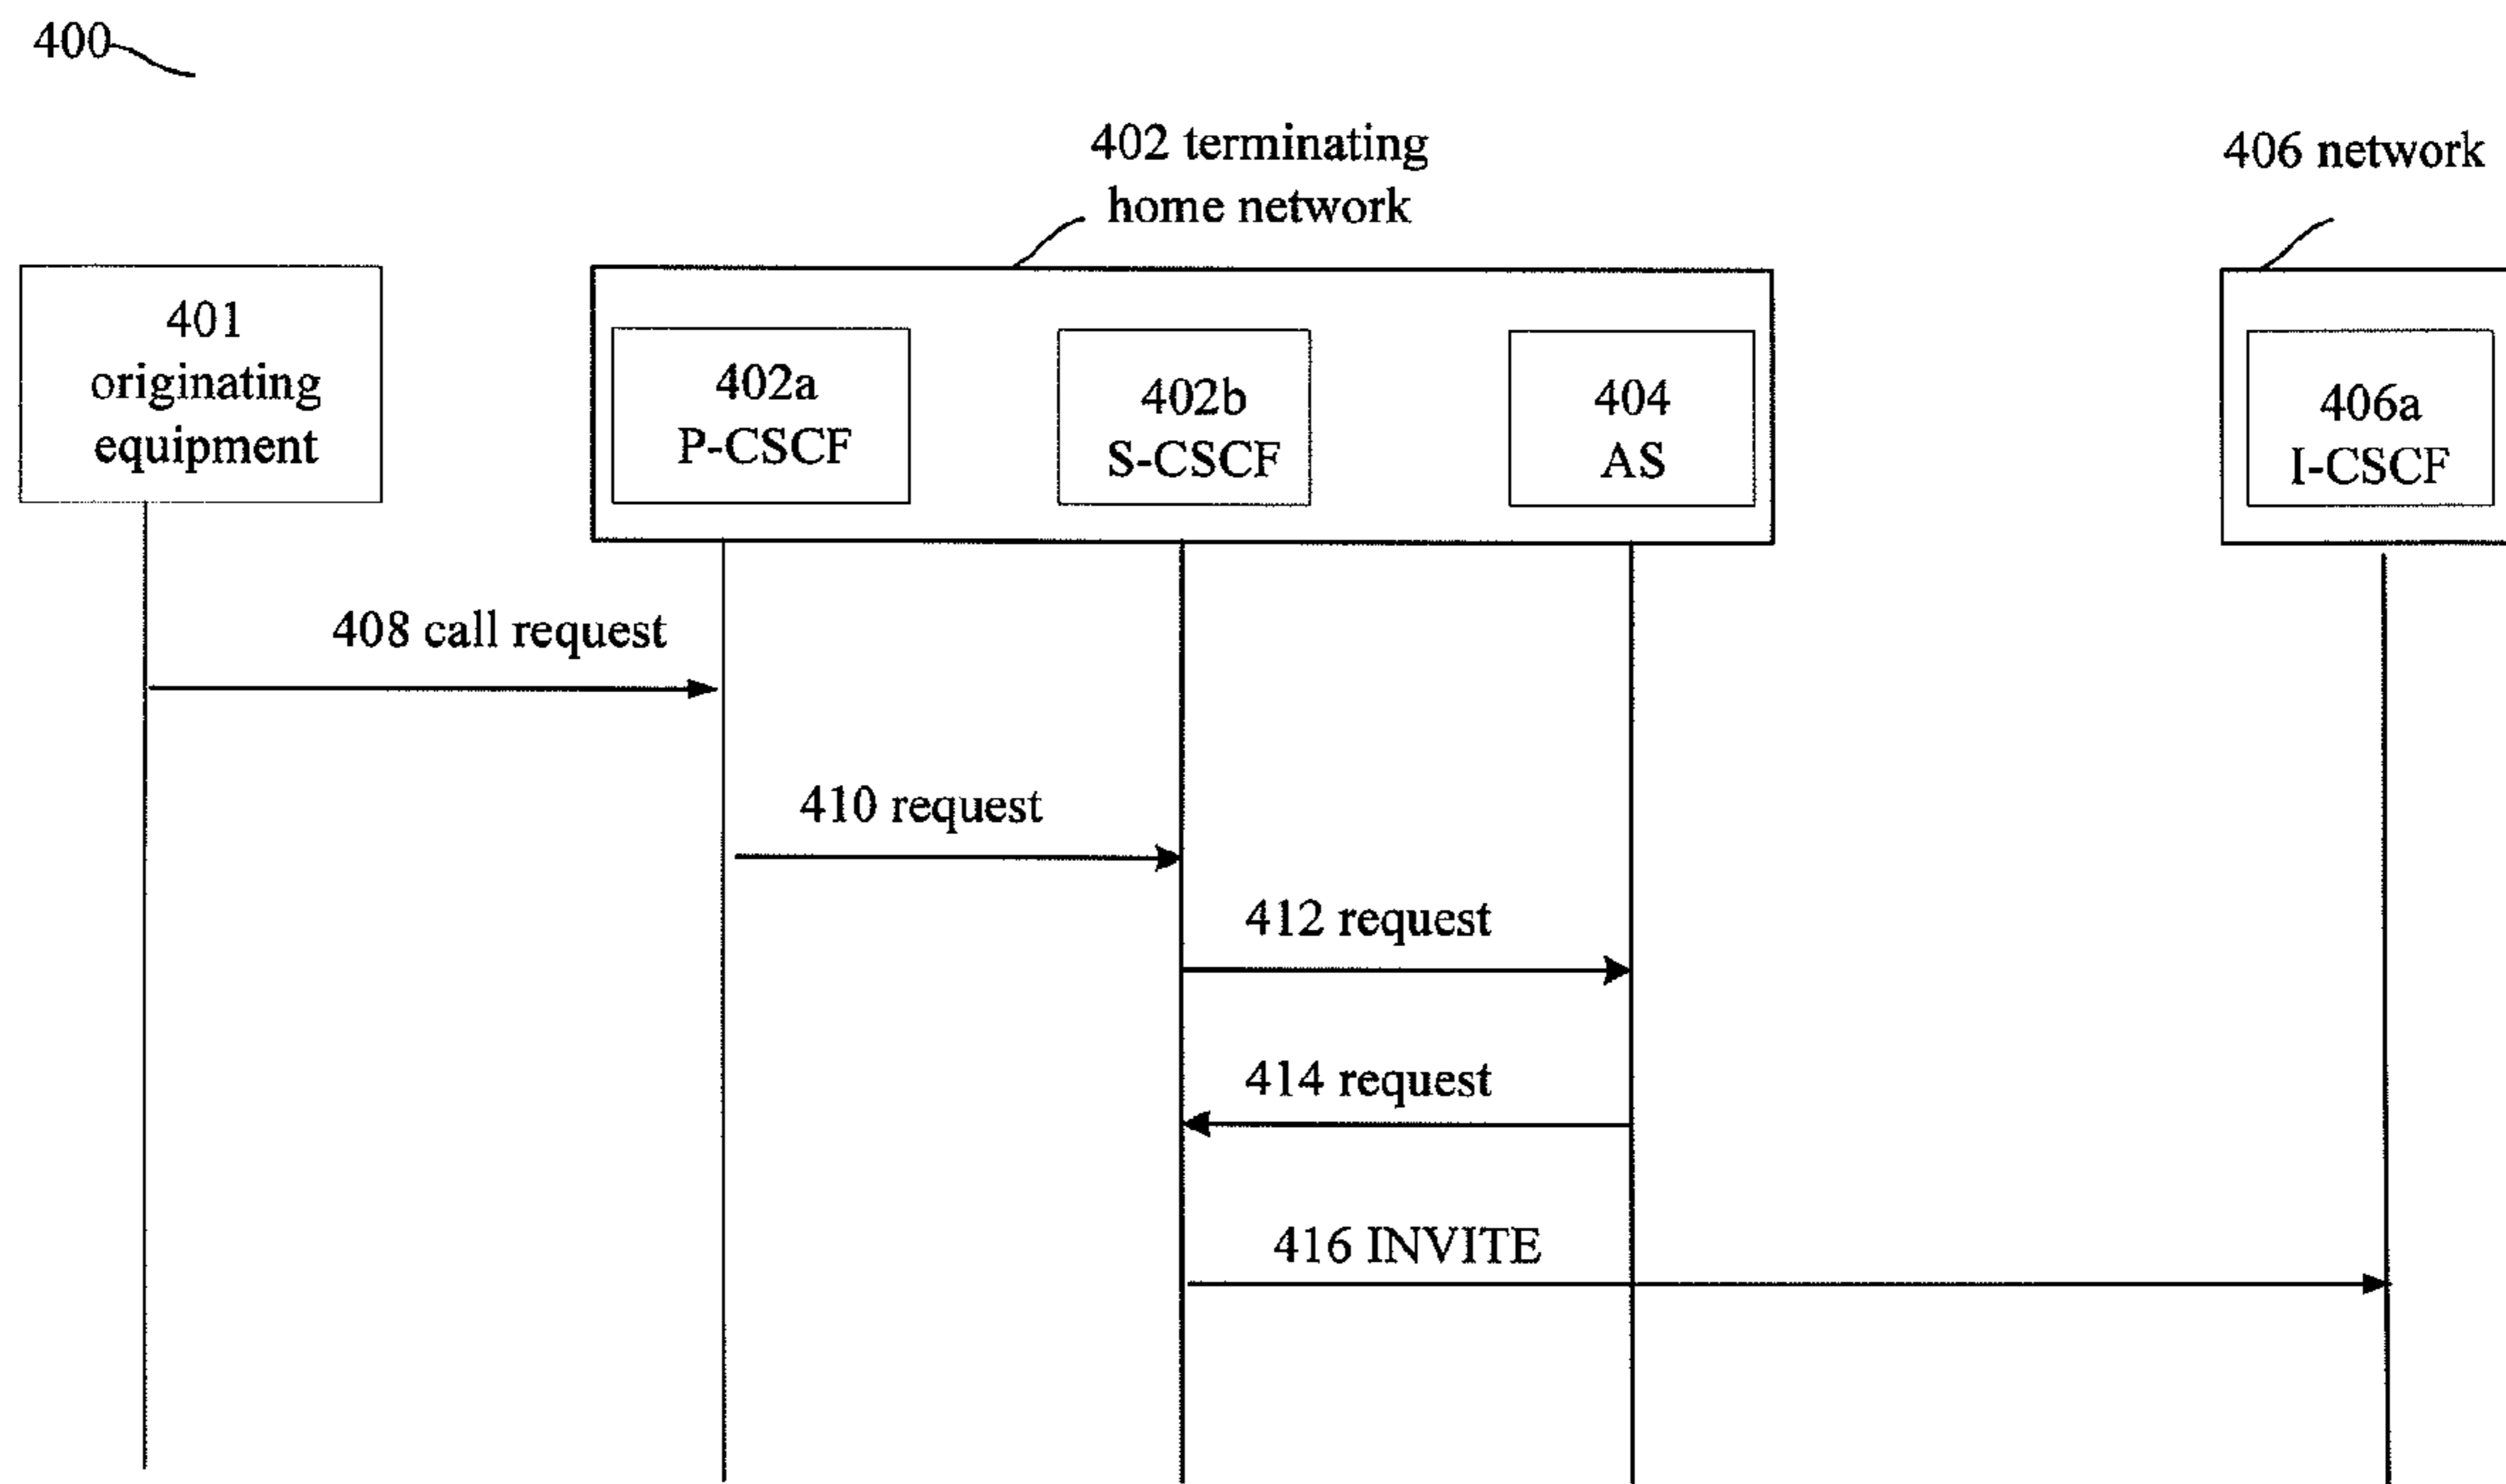 400
402 terminating
home network
406 network
401
originating
equipment
402a
P-CSCF
402b
S-CSCF
404
AS
406a
I-CSCF
408 call request
410 request
412 request
414 request
416 INVITE